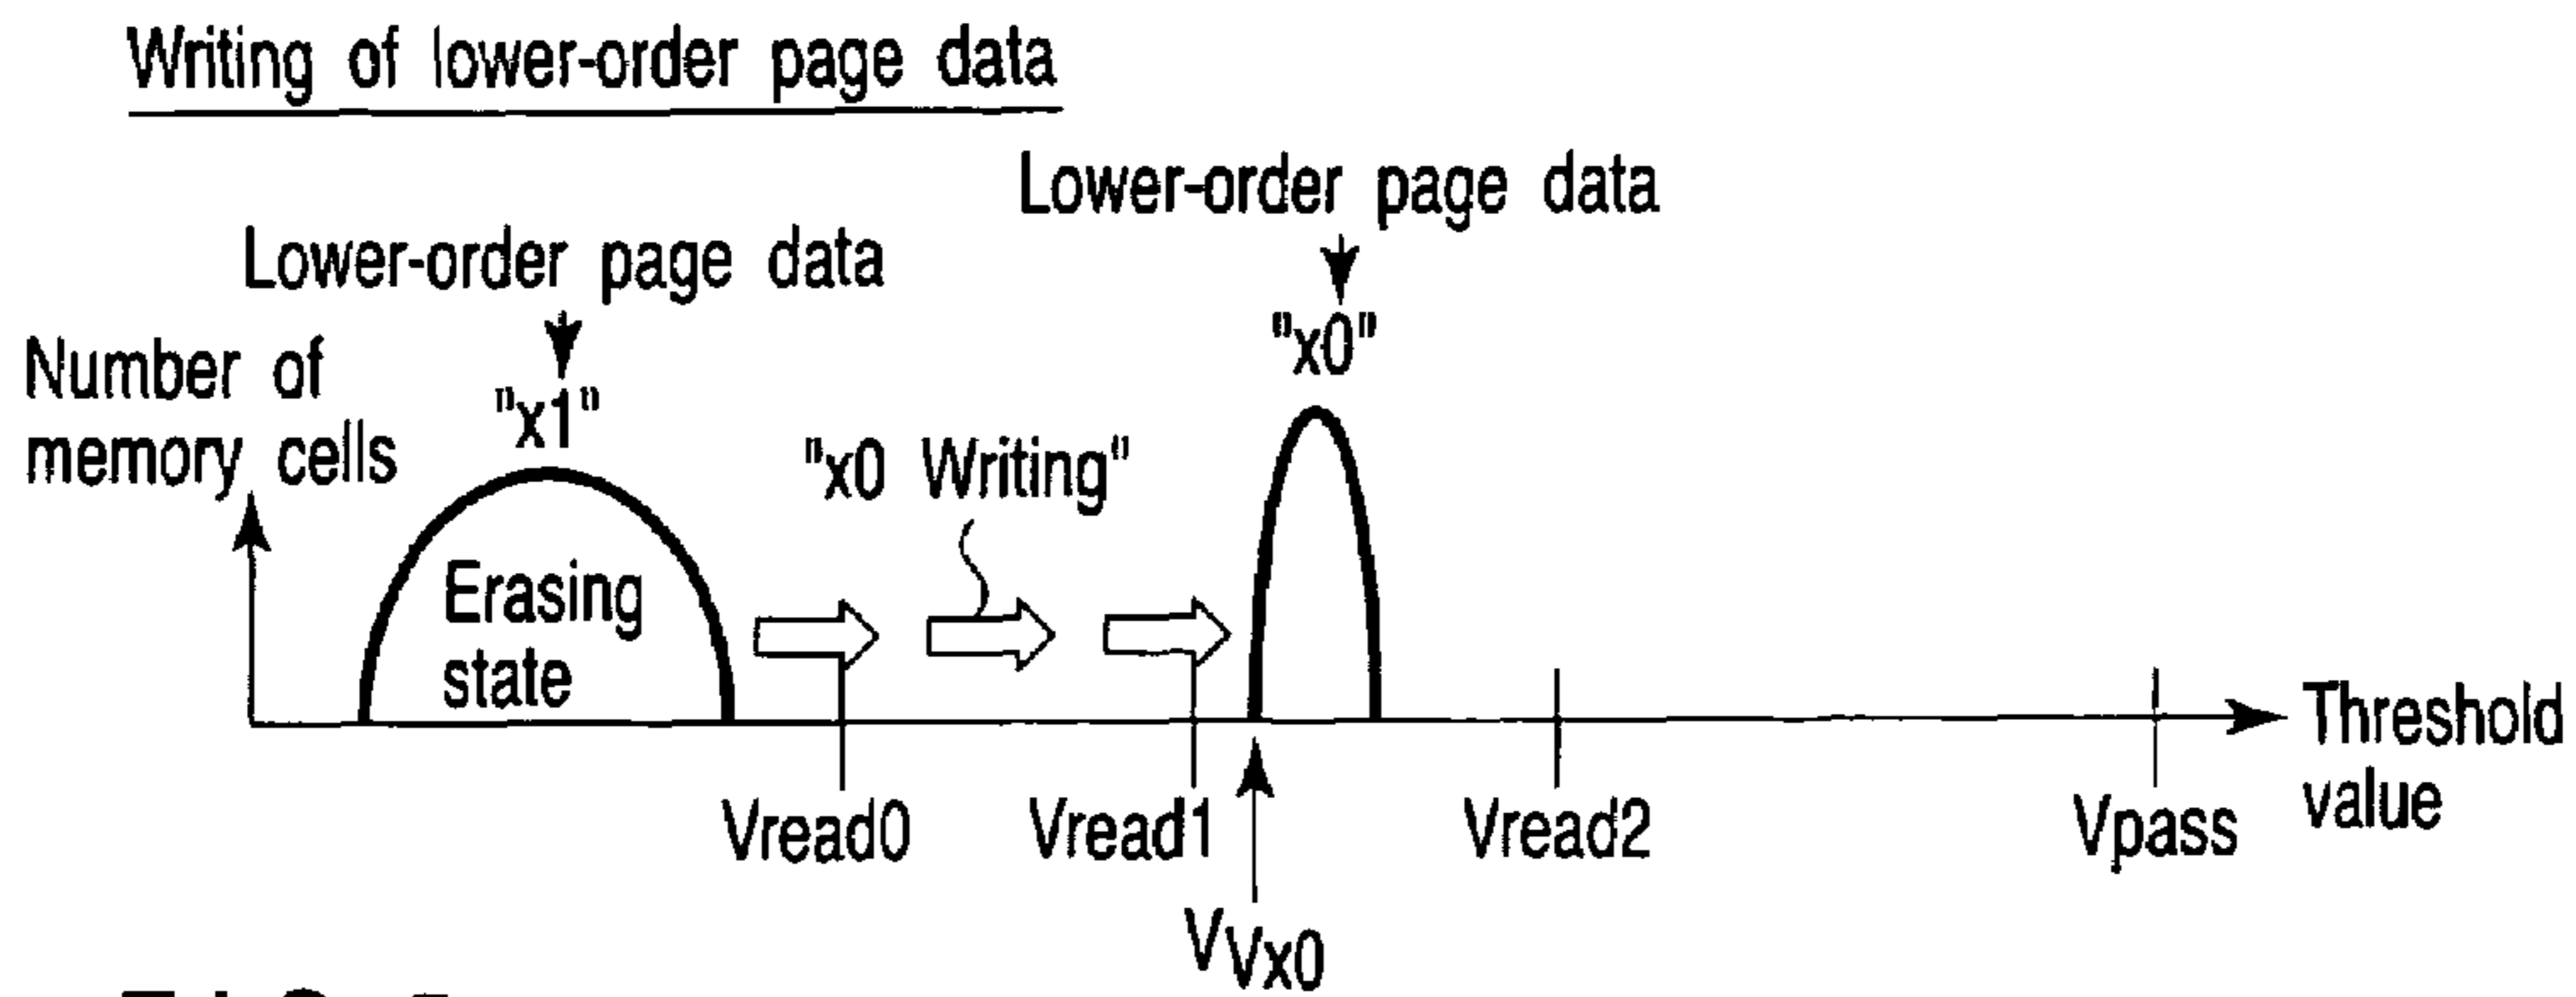 Writing of lower-order page data
Lower-order page data
Lower-order page data
"x0"
Number of
memory cells
"x1"
"x0 Writing"
Erasing
state
Threshold
value
Vread0
Vread1
Vread2
Vpass
VVx0